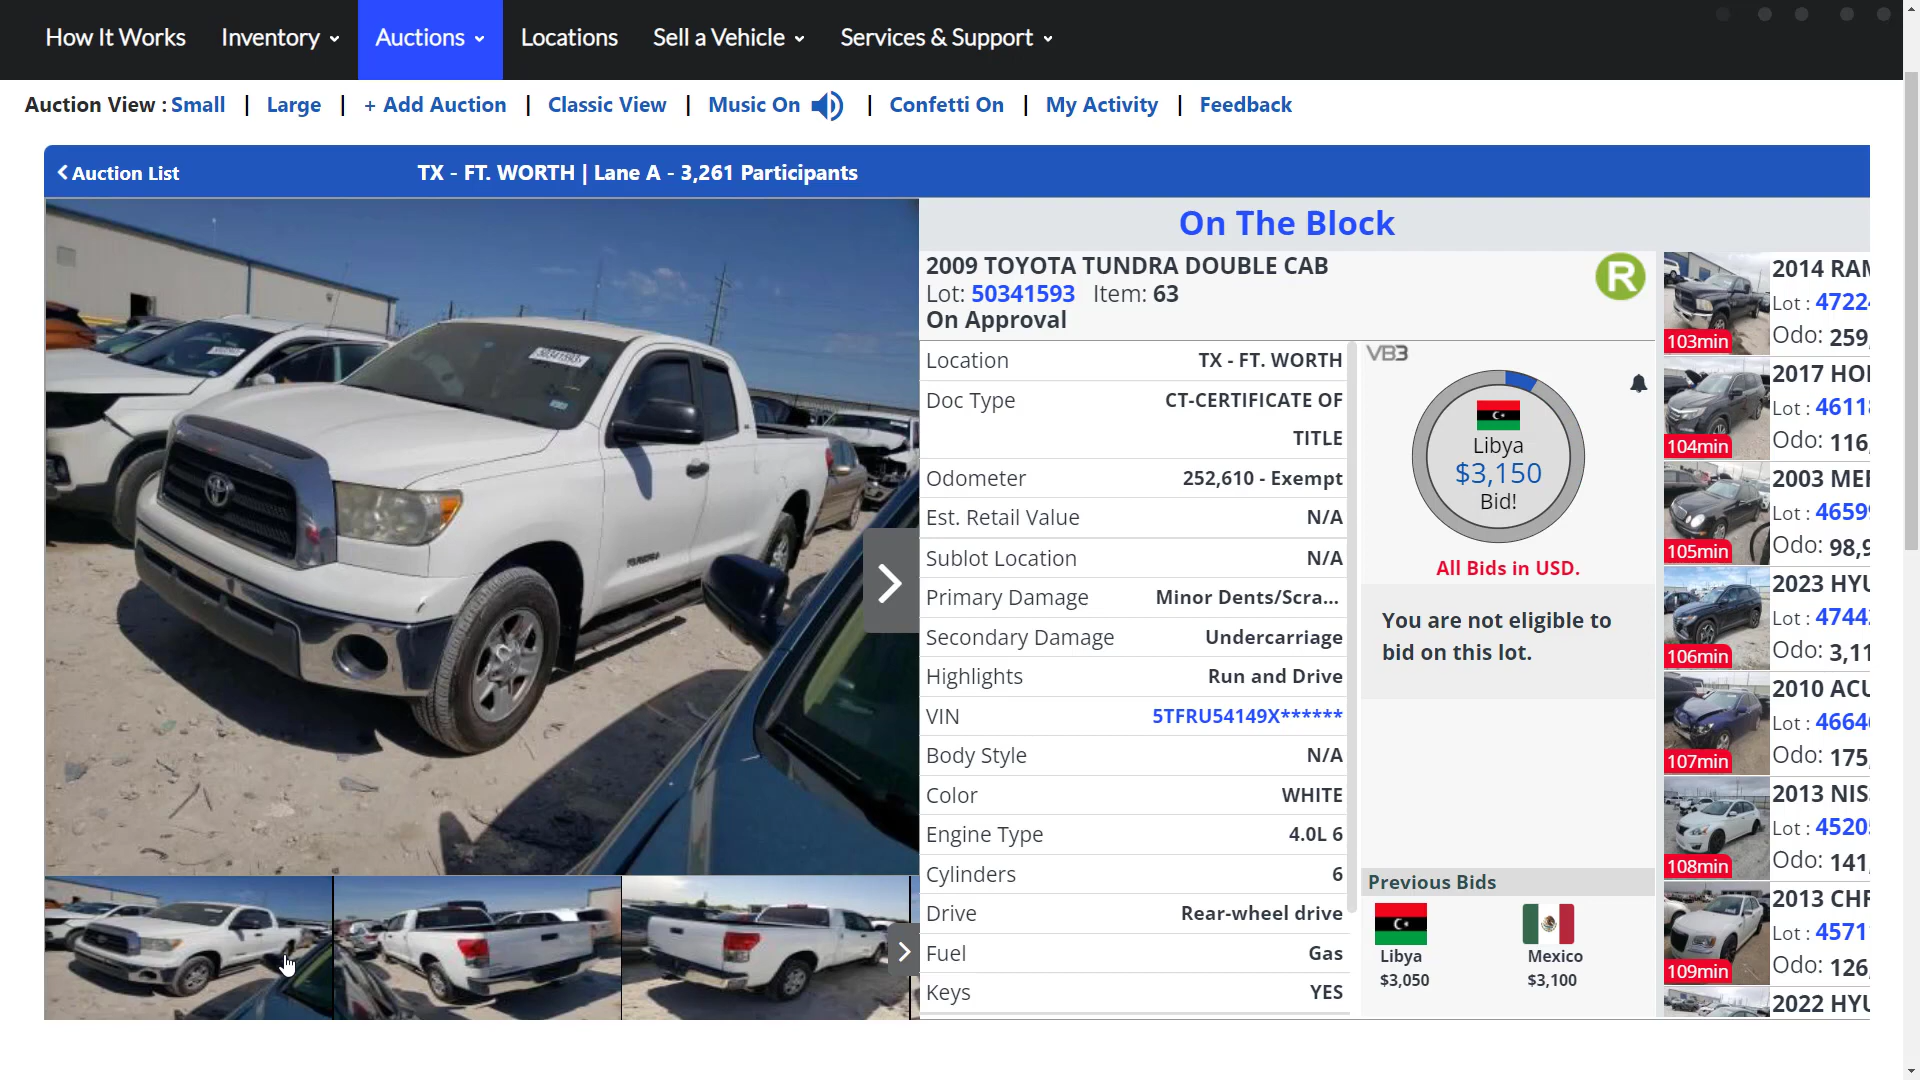 How It Works
Inventory
Auctions
Locations
Sell a Vehicle
Services & Support
Auction View : Small | Large | + Add Auction | Classic View | Music On | Confetti On | My Activity | Feedback
Auction List
TX - FT. WORTH | Lane A - 3,261 Participants
On The Block
2009 TOYOTA TUNDRA DOUBLE CAB
Lot: 50341593 Item: 63
On Approval
R
Location TX - FT. WORTH
Doc Type CT-CERTIFICATE OF
TITLE
Odometer 252,610 - Exempt
Est. Retail Value N/A
Sublot Location N/A
Primary Damage Minor Dents/Scra...
Secondary Damage Undercarriage
Highlights Run and Drive
VIN 5TFRU54149X******
Body Style N/A
Color WHITE
Engine Type 4.0L 6
Cylinders 6
Drive Rear-wheel drive
Fuel Gas
Keys YES
VB3
Libya
$3,150
Bid!
All Bids in USD.
You are not eligible to
bid on this lot.
Previous Bids
Libya
$3,050
Mexico
$3,100
2014 RAM
Lot : 4722
Odo: 259,
103min
2017 HO
Lot : 4611
Odo: 116,
104min
2003 MER
Lot : 4659
Odo: 98,9
105min
2023 HYU
Lot : 4744
Odo: 3,11
106min
2010 ACU
Lot : 4664
Odo: 175,
107min
2013 NIS
Lot : 4520
Odo: 141,
108min
2013 CHR
Lot : 4571
Odo: 126,
109min
2022 HYU
50341593